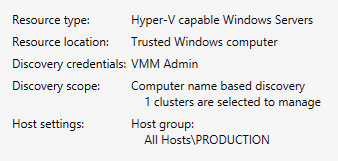 Resource type: Hyper-V capable Windows Servers
Resource location: Trusted Windows computer
Discovery credentials: VMM Admin
Discovery scope: Computer name based discovery
1 clusters are selected to manage
Host settings: Host group:
All Hosts\PRODUCTION